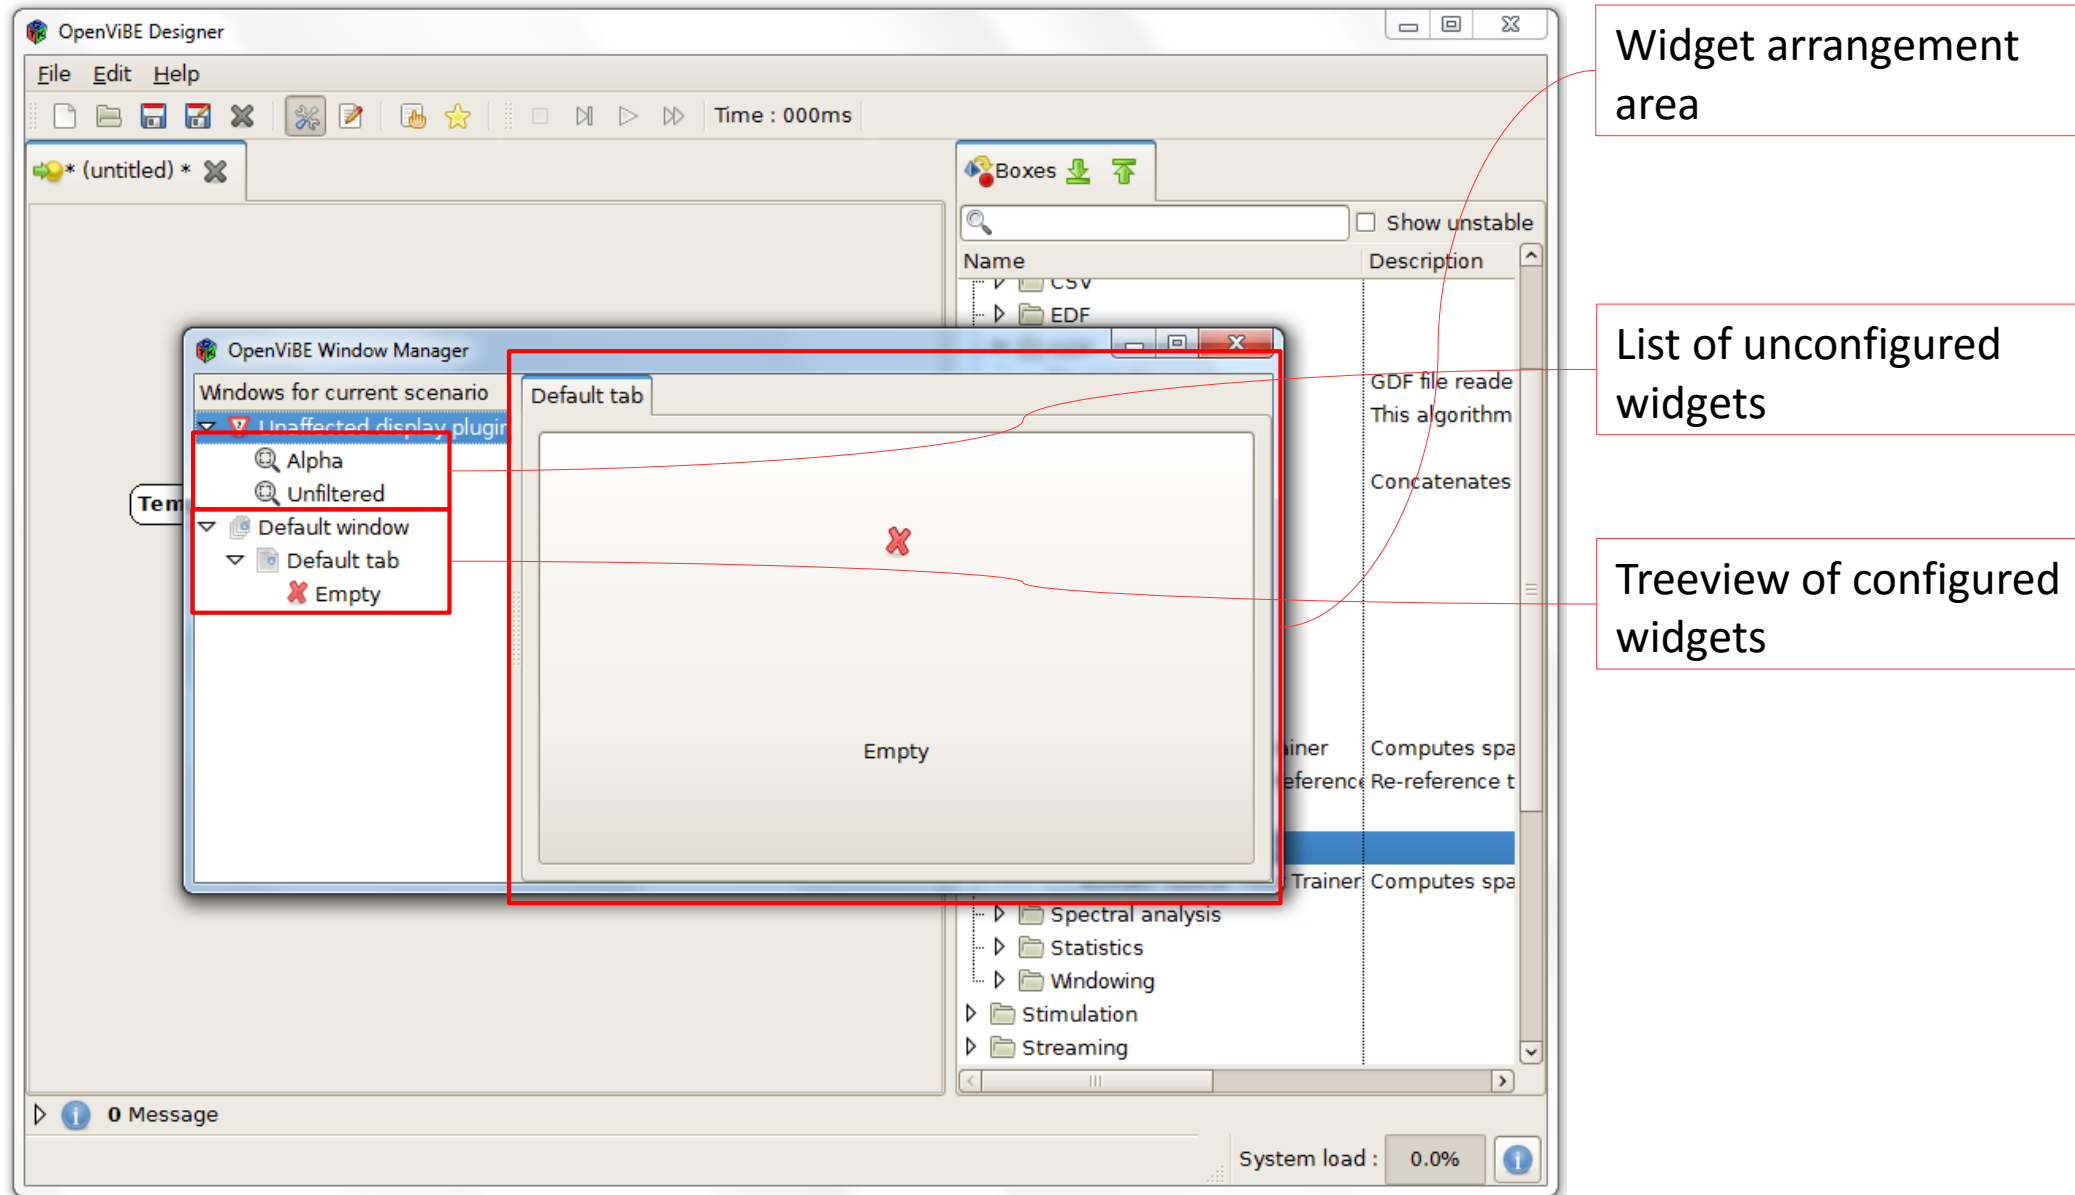 OpenViBE Designer
File Edit Help
Time : 000ms
* (untitled) *
Boxes
Show unstable
Name Description
CSV
EDF
OpenViBE Window Manager
Windows for current scenario
Default tab
GDF file reade
This algorithm
Unaffected display plugin
Alpha
Unfiltered
Concatenates
Tem
Default window
Default tab
Empty
Empty
ainer Computes spa
eference Re-reference t
Trainer Computes spa
Spectral analysis
Statistics
Windowing
Stimulation
Streaming
0 Message
System load : 0.0%
Widget arrangement
area
List of unconfigured
widgets
Treeview of configured
widgets